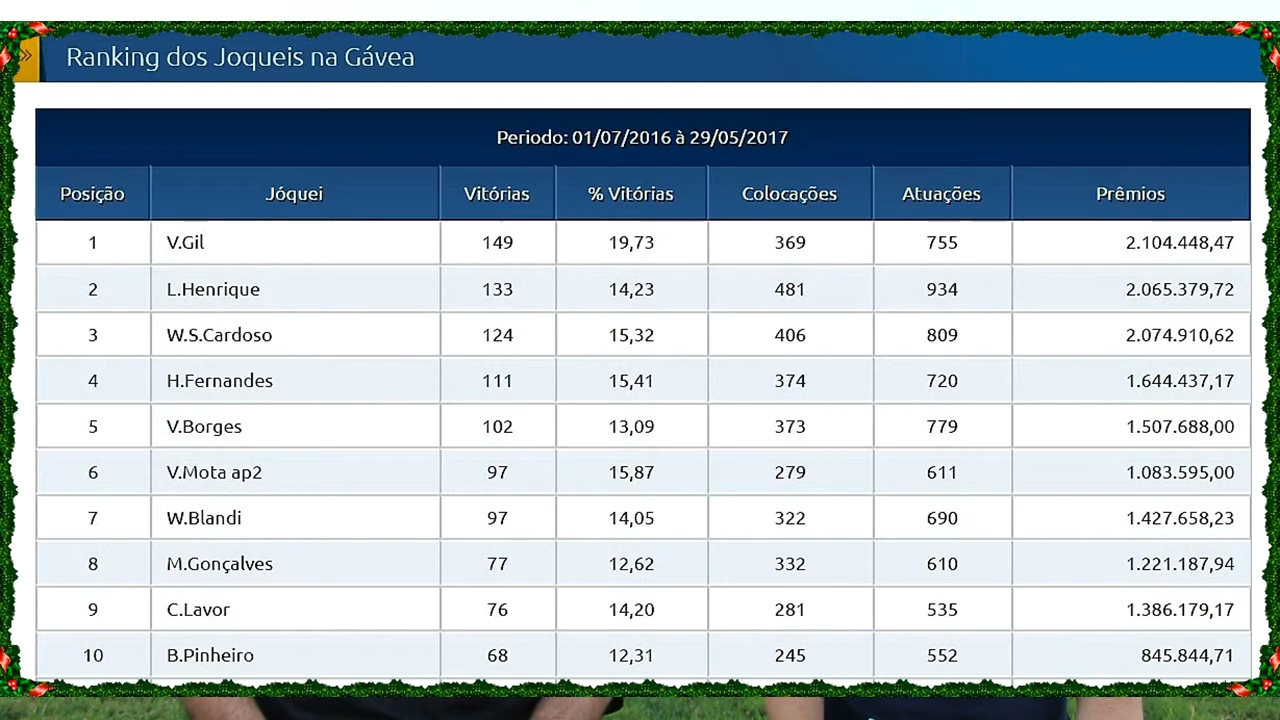 » Ranking dos Joqueis na Gávea
Periodo: 01/07/2016 à 29/05/2017
Posição Jóquei Vitórias % Vitórias Colocações Atuações Prêmios
1 V.Gil 149 19,73 369 755 2.104.448,47
2 L.Henrique 133 14,23 481 934 2.065.379,72
3 W.S.Cardoso 124 15,32 406 809 2.074.910,62
4 H.Fernandes 111 15,41 374 720 1.644.437,17
5 V.Borges 102 13,09 373 779 1.507.688,00
6 V.Mota ap2 97 15,87 279 611 1.083.595,00
7 W.Blandi 97 14,05 322 690 1.427.658,23
8 M.Gonçalves 77 12,62 332 610 1.221.187,94
9 C.Lavor 76 14,20 281 535 1.386.179,17
10 B.Pinheiro 68 12,31 245 552 845.844,71